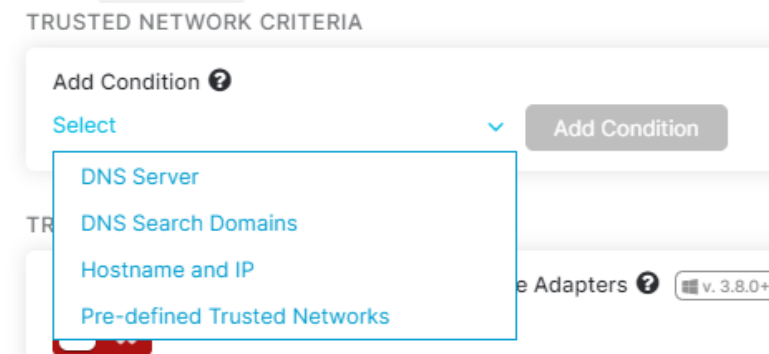 TRUSTED NETWORK CRITERIA
Add Condition ?
Select
Add Condition
DNS Server
DNS Search Domains
Hostname and IP
Pre-defined Trusted Networks
TR
e Adapters ? v. 3.8.0+